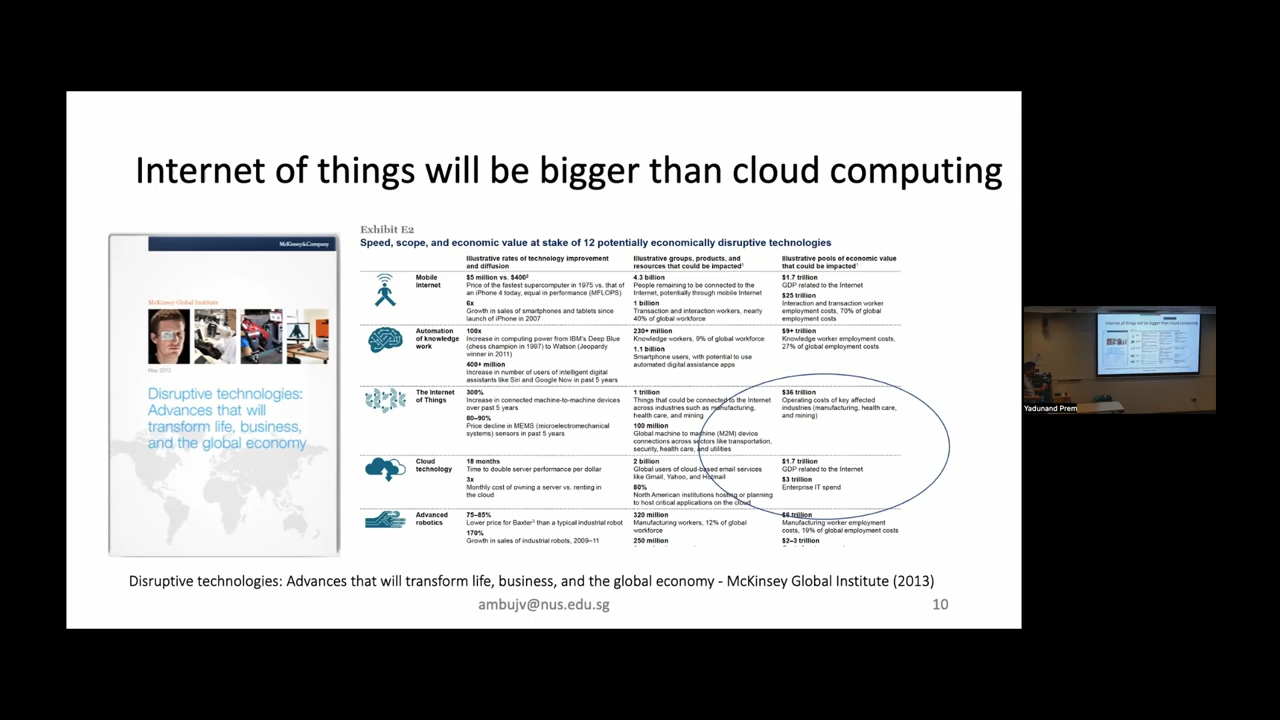 Internet of things will be bigger than cloud computing
McKinsey&Company
McKinsey Global Institute
May 2013
Disruptive technologies:
Advances that will
transform life, business,
and the global economy
Exhibit E2
Speed, scope, and economic value at stake of 12 potentially economically disruptive technologies
Illustrative rates of technology improvement
and diffusion
Illustrative groups, products, and
resources that could be impacted¹
Illustrative pools of economic value
that could be impacted¹
Mobile
Internet
$5 million vs. $400²
Price of the fastest supercomputer in 1975 vs. that of
an iPhone 4 today, equal in performance (MFLOPS)
6x
Growth in sales of smartphones and tablets since
launch of iPhone in 2007
4.3 billion
People remaining to be connected to the
Internet, potentially through mobile Internet
1 billion
Transaction and interaction workers, nearly
40% of global workforce
$1.7 trillion
GDP related to the Internet
$25 trillion
Interaction and transaction worker
employment costs, 70% of global
employment costs
Automation
of knowledge
work
100x
Increase in computing power from IBM's Deep Blue
(chess champion in 1997) to Watson (Jeopardy
winner in 2011)
400+ million
Increase in number of users of intelligent digital
assistants like Siri and Google Now in past 5 years
230+ million
Knowledge workers, 9% of global workforce
1.1 billion
Smartphone users, with potential to use
automated digital assistance apps
$9+ trillion
Knowledge worker employment costs,
27% of global employment costs
The Internet
of Things
300%
Increase in connected machine-to-machine devices
over past 5 years
80–90%
Price decline in MEMS (microelectromechanical
systems) sensors in past 5 years
1 trillion
Things that could be connected to the Internet
across industries such as manufacturing,
health care, and mining
100 million
Global machine to machine (M2M) device
connections across sectors like transportation,
security, health care, and utilities
$36 trillion
Operating costs of key affected
industries (manufacturing, health care,
and mining)
Cloud
technology
18 months
Time to double server performance per dollar
3x
Monthly cost of owning a server vs. renting in
the cloud
2 billion
Global users of cloud-based email services
like Gmail, Yahoo, and Hotmail
80%
North American institutions hosting or planning
to host critical applications on the cloud
$1.7 trillion
GDP related to the Internet
$3 trillion
Enterprise IT spend
Advanced
robotics
75–85%
Lower price for Baxter³ than a typical industrial robot
170%
Growth in sales of industrial robots, 2009–11
320 million
Manufacturing workers, 12% of global
workforce
250 million
$6 trillion
Manufacturing worker employment
costs, 19% of global employment costs
$2–3 trillion
Disruptive technologies: Advances that will transform life, business, and the global economy - McKinsey Global Institute (2013)
ambujv@nus.edu.sg
10
Internet of things will be bigger than cloud computing
Yadunand Prem